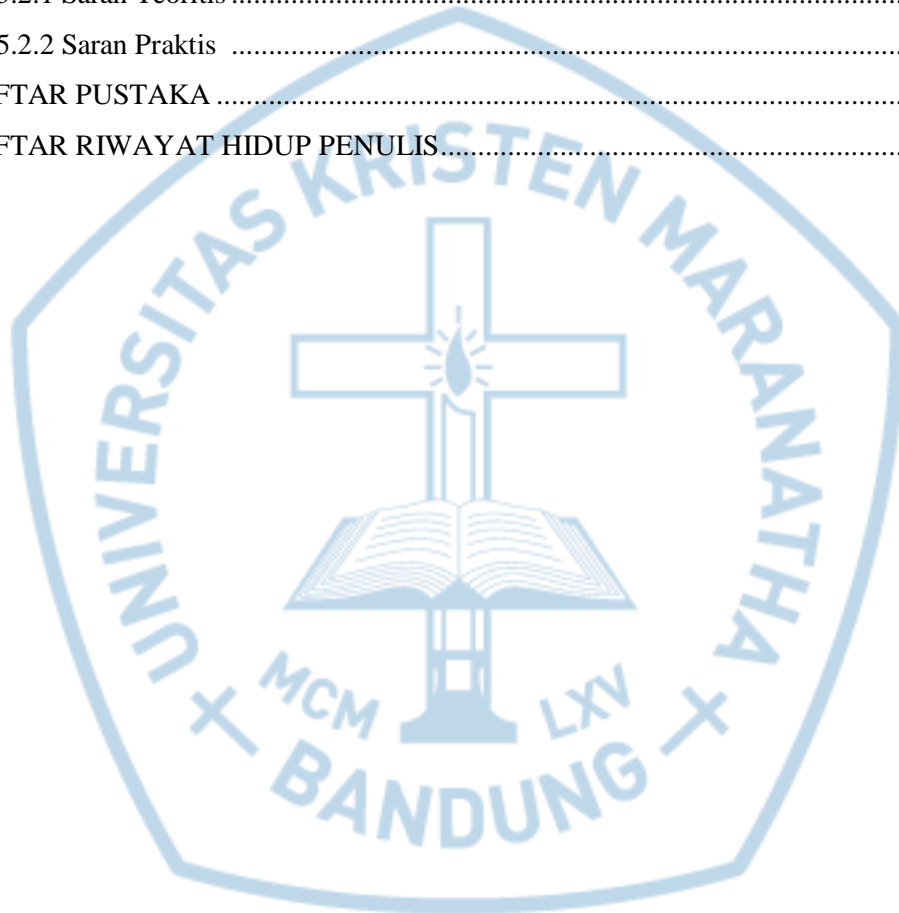 5.2.1 Saran Teoritis ....................................................................................................
5.2.2 Saran Praktis ....................................................................................................
FTAR PUSTAKA ....................................................................................................
FTAR RIWAYAT HIDUP PENULIS....................................................................
UNIVERSITAS KRISTEN MARANATHA
MCM LXV
BANDUNG